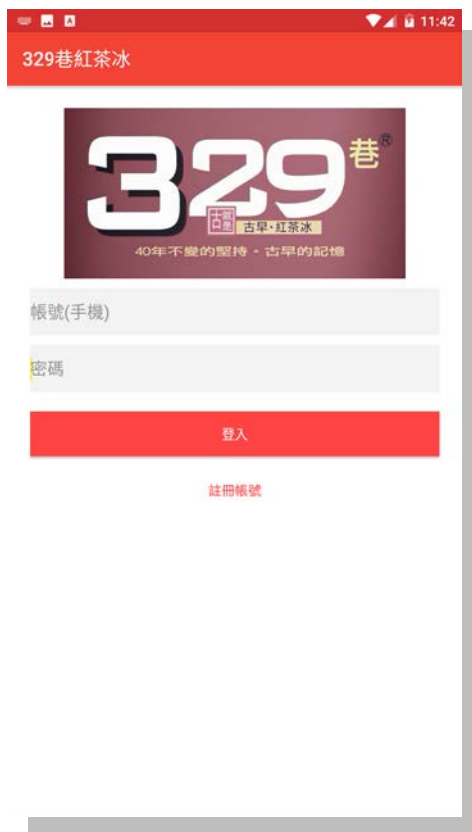 11:42
329巷紅茶冰
329巷®
古就是 古早·紅茶冰
40年不變的堅持。古早的記憶
帳號(手機)
密碼
登入
註冊帳號